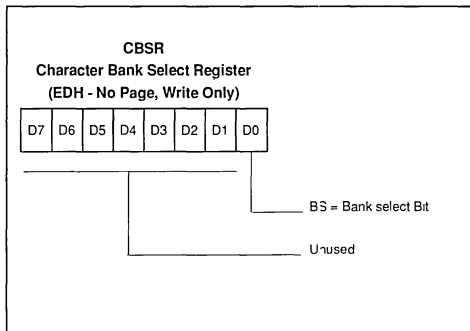 CBSR
Character Bank Select Register
(EDH - No Page, Write Only)
D7 D6 D5 D4 D3 D2 D1 D0
BS = Bank select Bit
Unused